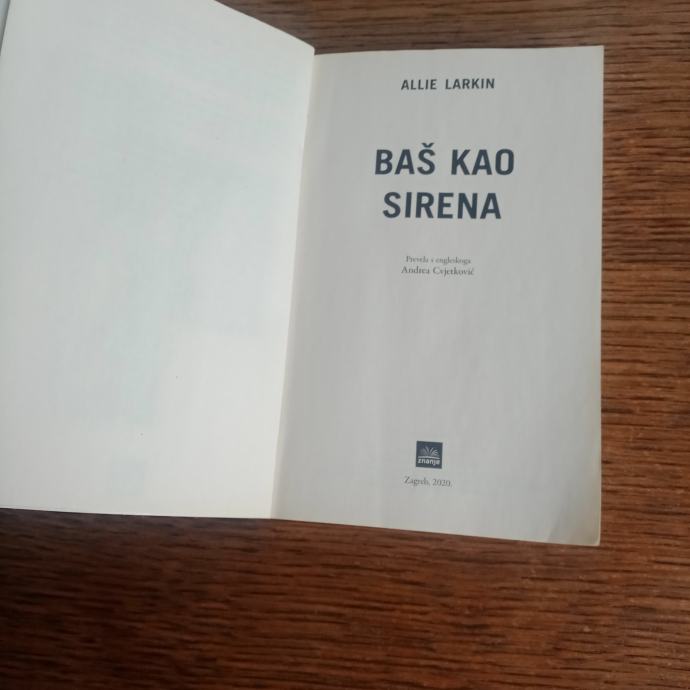 ALLIE LARKIN
BAŠ KAO
SIRENA
Prevela s engleskoga
Andrea Cvjetković
znanje
Zagreb, 2020.